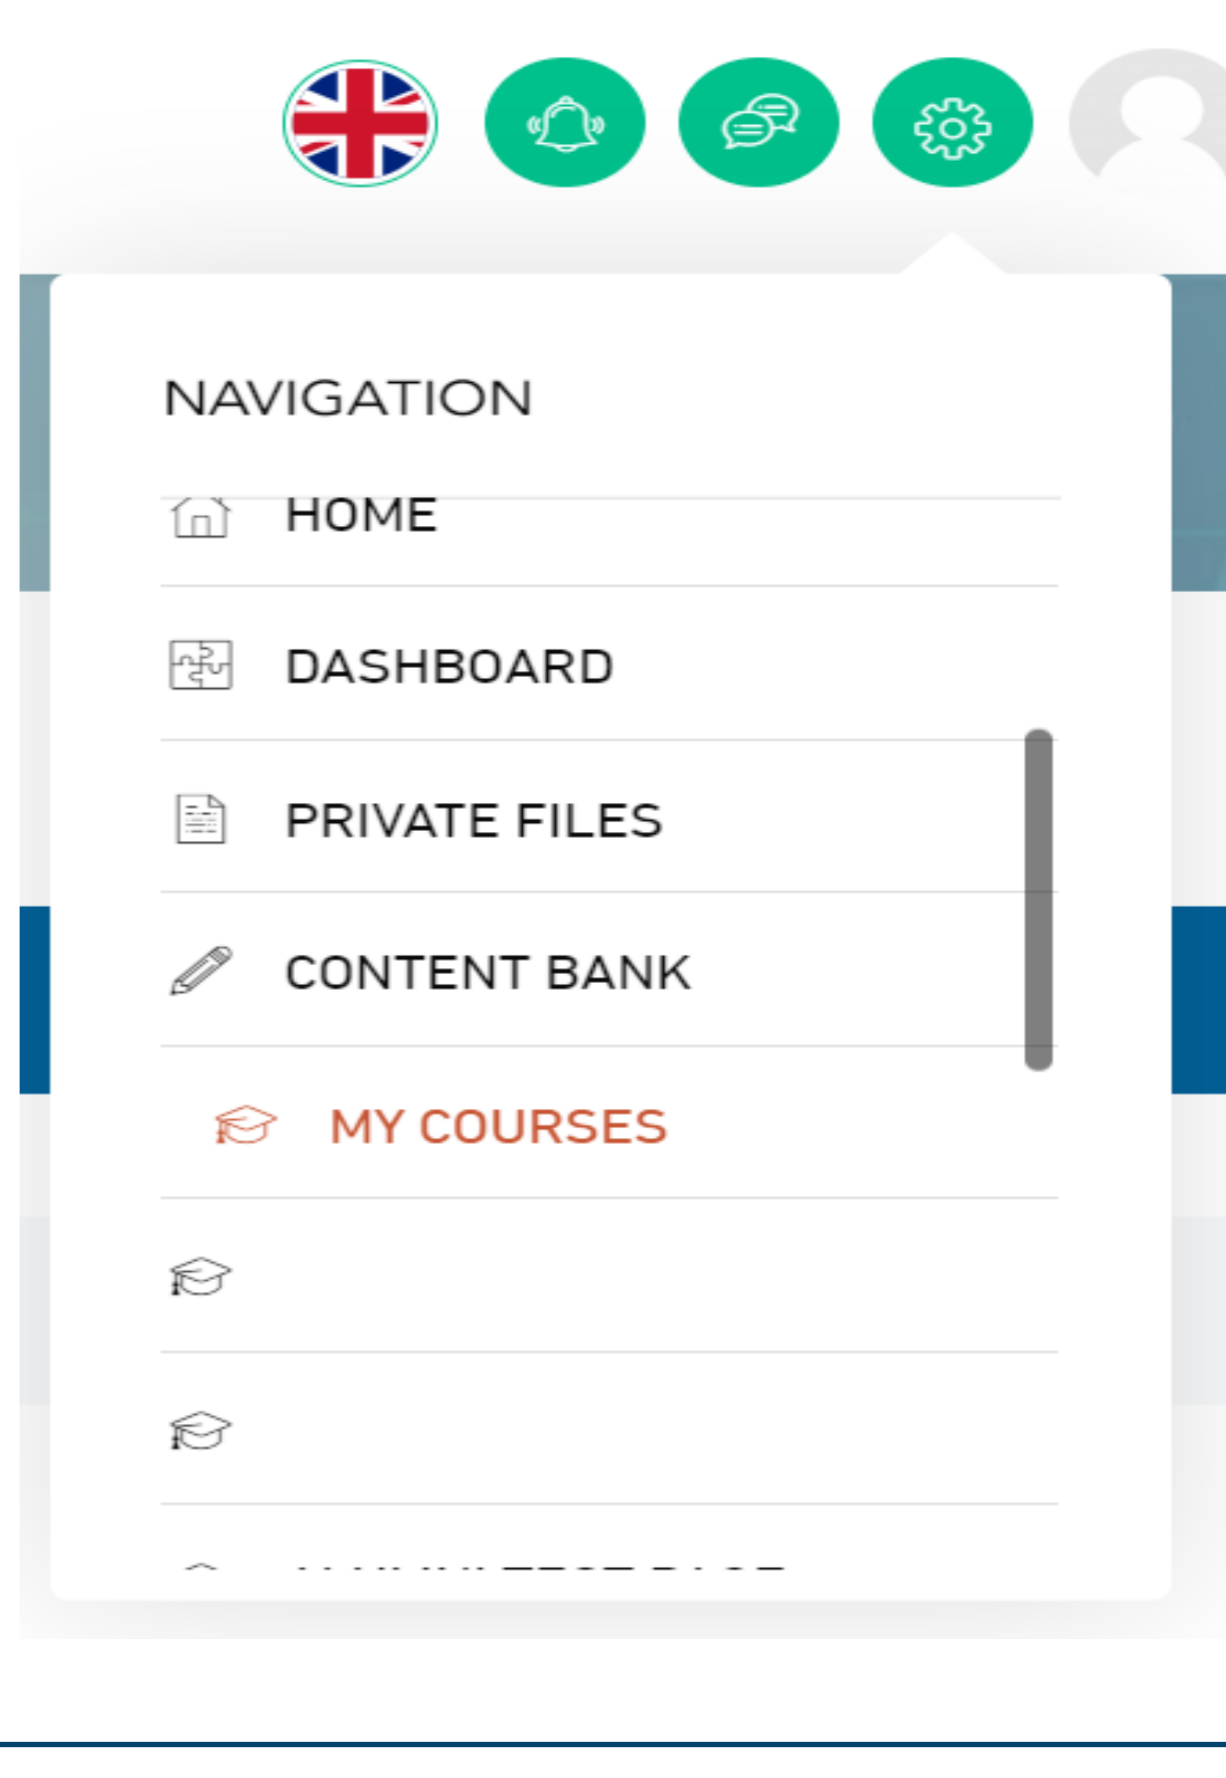 NAVIGATION
HOME
DASHBOARD
PRIVATE FILES
CONTENT BANK
MY COURSES